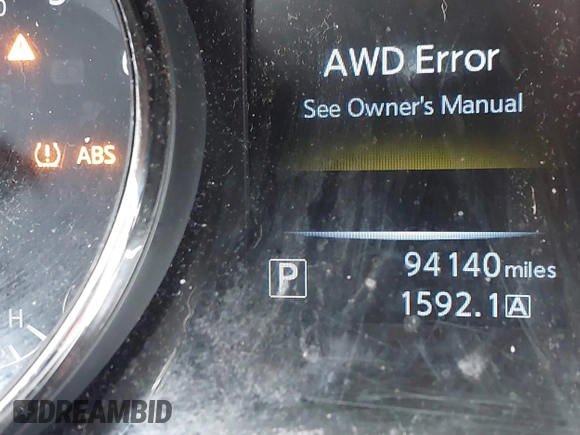 AWD Error
See Owner's Manual
ABS
P
94140 miles
1592.1 A
H
DREAMBID